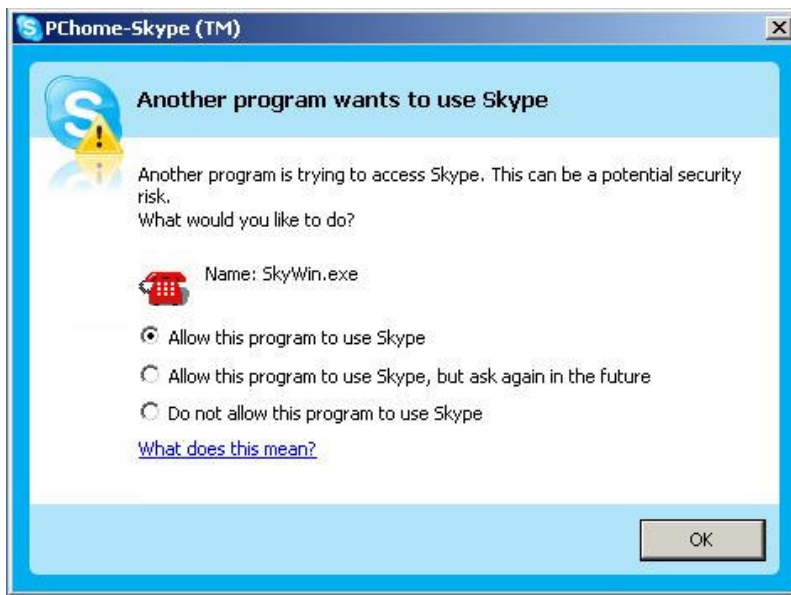 PChome-Skype (TM)
Another program wants to use Skype
Another program is trying to access Skype. This can be a potential security
risk.
What would you like to do?
Name: SkyWin.exe
Allow this program to use Skype
Allow this program to use Skype, but ask again in the future
Do not allow this program to use Skype
What does this mean?
OK